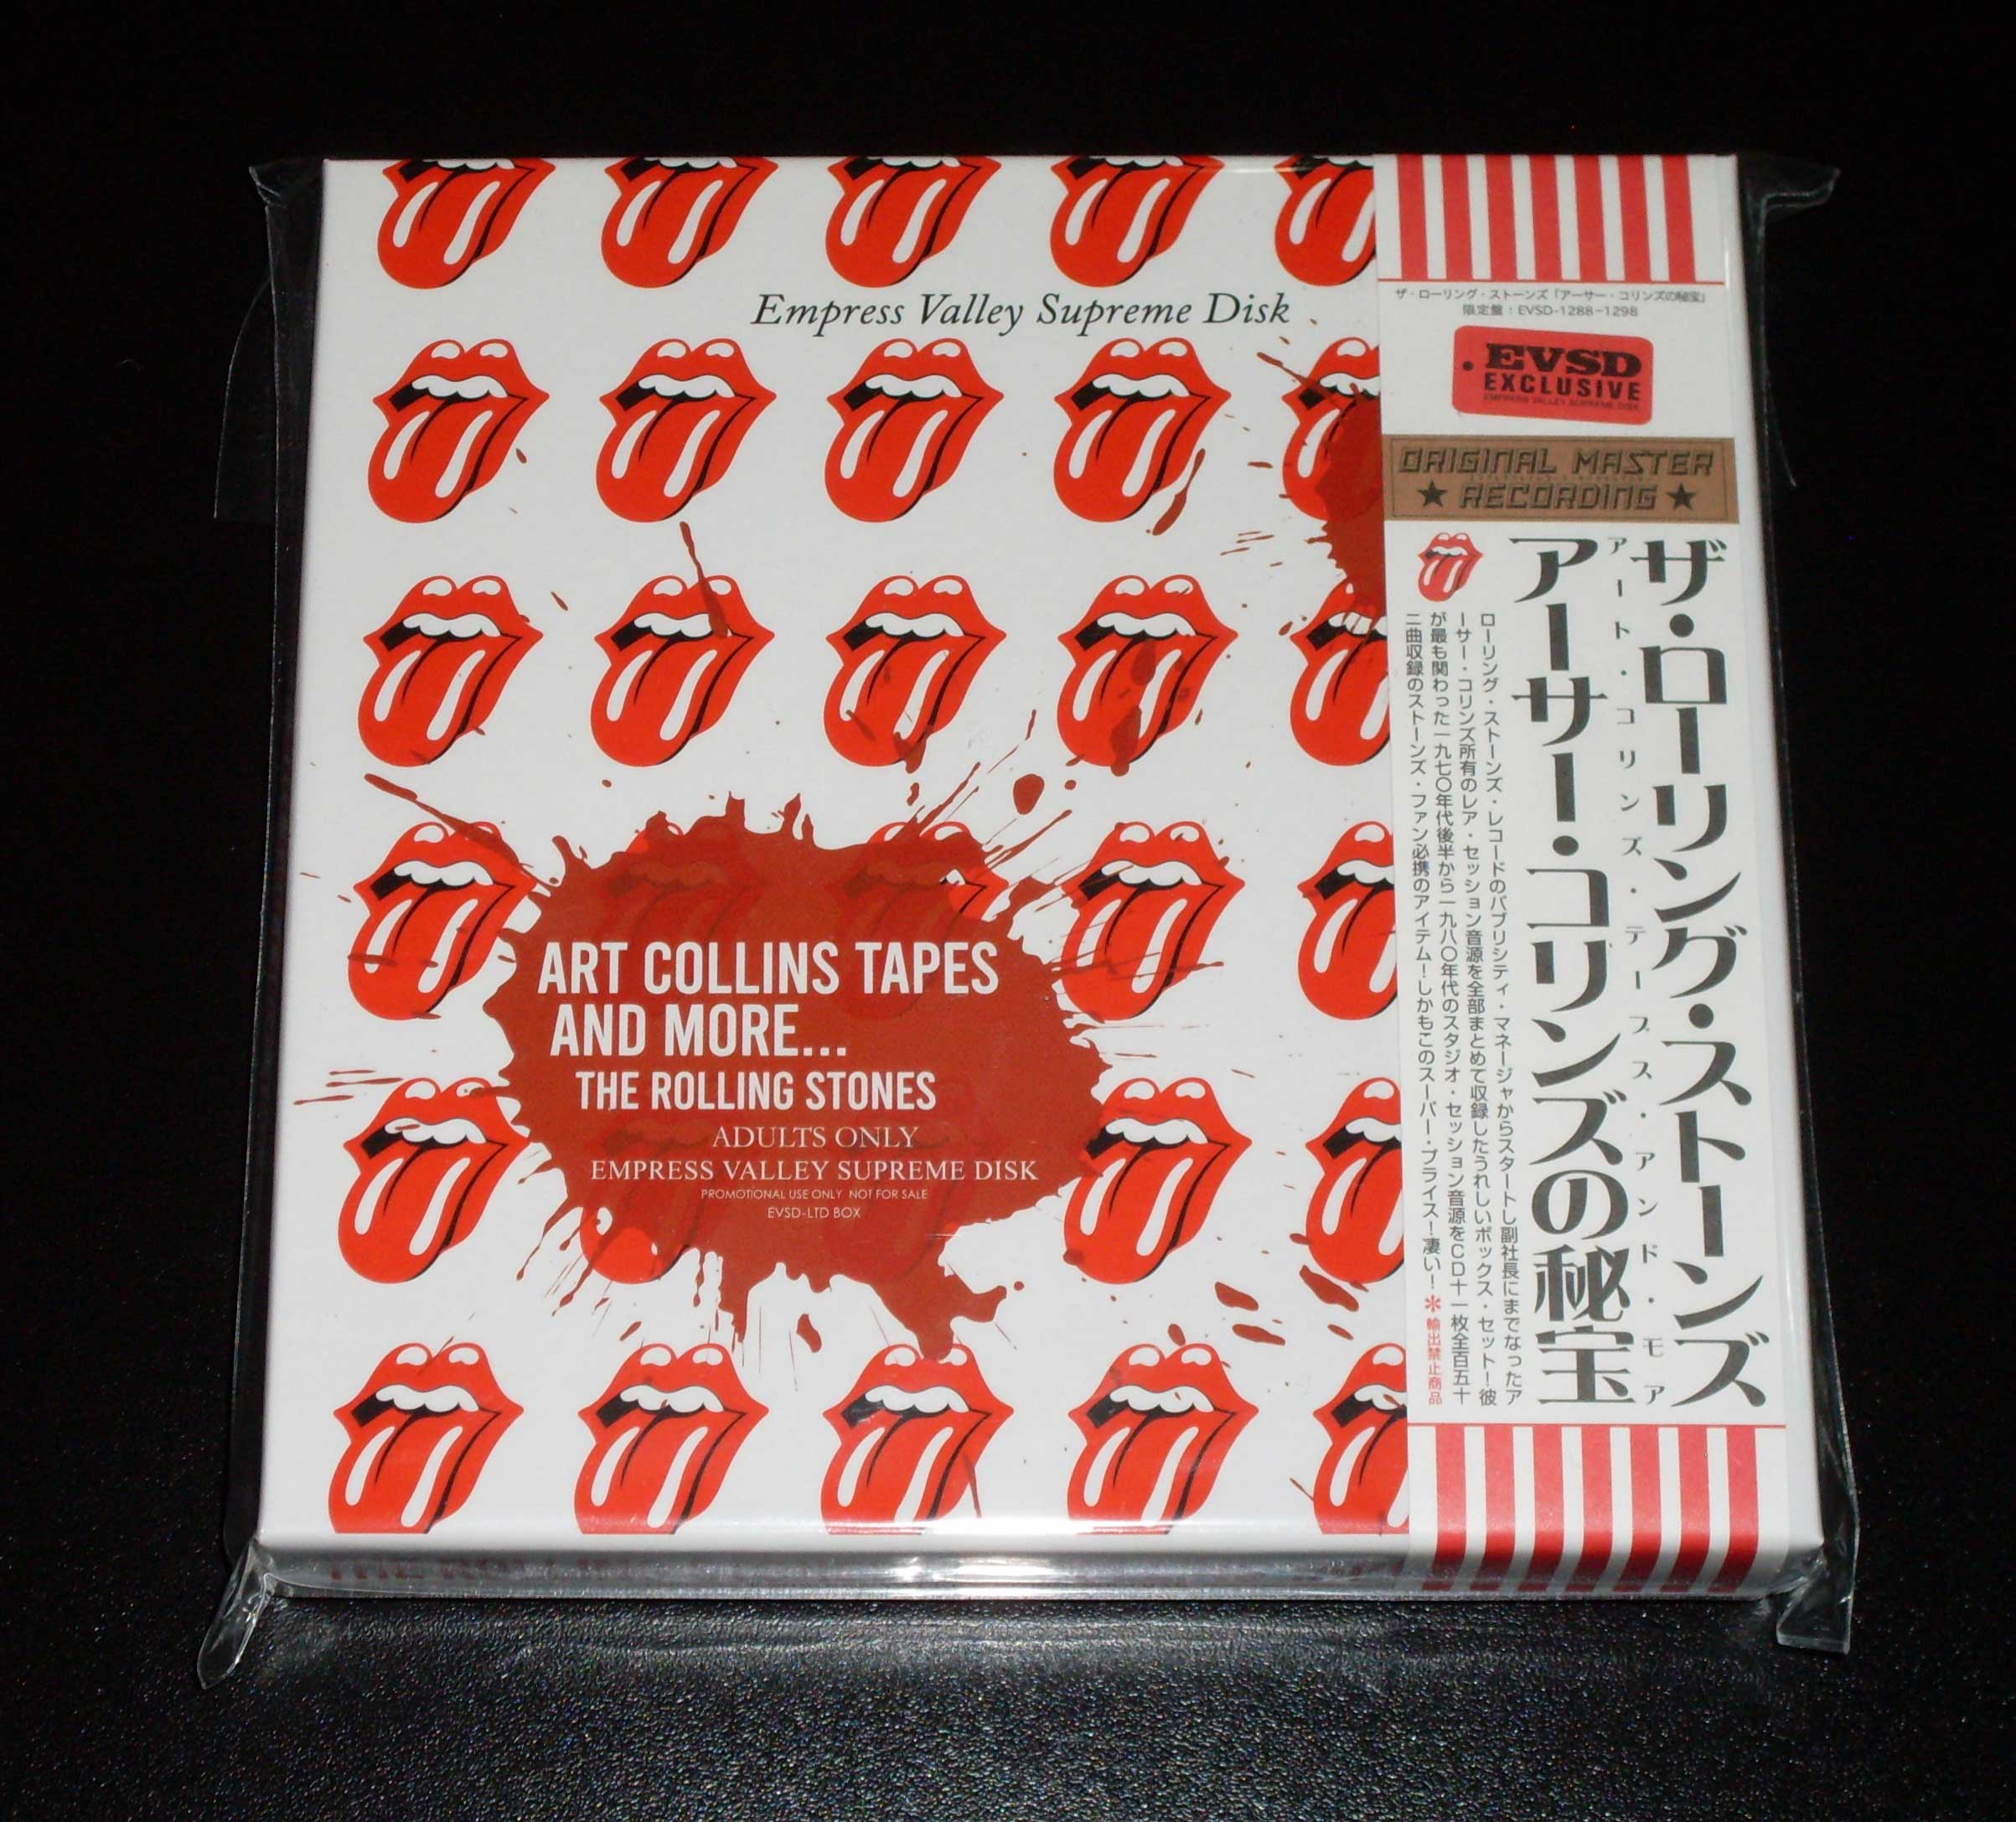 Empress Valley Supreme Disk
ART COLLINS TAPES
AND MORE...
THE ROLLING STONES
ADULTS ONLY
EMPRESS VALLEY SUPREME DISK
PROMOTIONAL USE ONLY NOT FOR SALE
EVSD-LTD BOX
ザ・ローリング・ストーンズ「アーサー・コリンズの秘宝」
限定盤：EVSD-1288-1298
EVSD
EXCLUSIVE
EMPRESS VALLEY SUPREME DISK
ORIGINAL MASTER
★ RECORDING ★
ザ・ローリング・ストーンズ
アート・コリンズ・テープス・アンド・モア
アーサー・コリンズの秘宝
ローリング・ストーンズ・レコードのパブリシティ・マネージャからスタートし副社長にまでなったア
ーサー・コリンズ所有のレア・セッション音源を全部まとめて収録したうれしいボックス・セット！彼
が最も関わった一九七〇年代後半から一九八〇年代のスタジオ・セッション音源をＣＤ十一枚全百五十
二曲収録のストーンズ・ファン必携のアイテム！しかもこのスーパー・プライス！凄い！＊輸出禁止商品